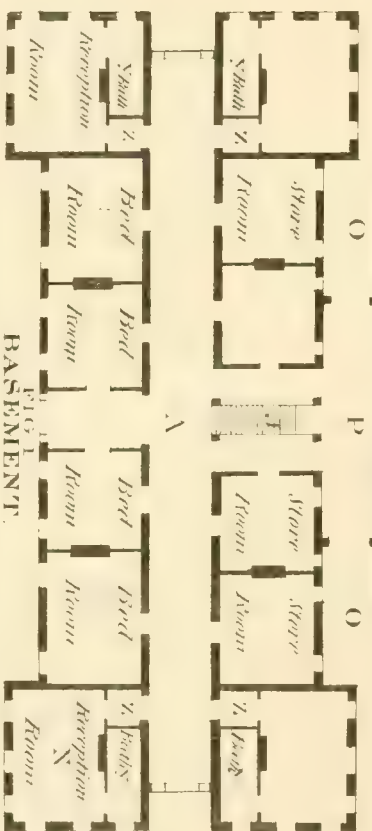 O
P
O
Bath
Z.
Store
Room
Store
Room
Store
Room
Z.
Bath
A
Reception
Room
Bath
Z.
Bed
Room
Bed
Room
Bed
Room
Bed
Room
Z.
Bath
Reception
X
Room
FIG. 1
BASEMENT.